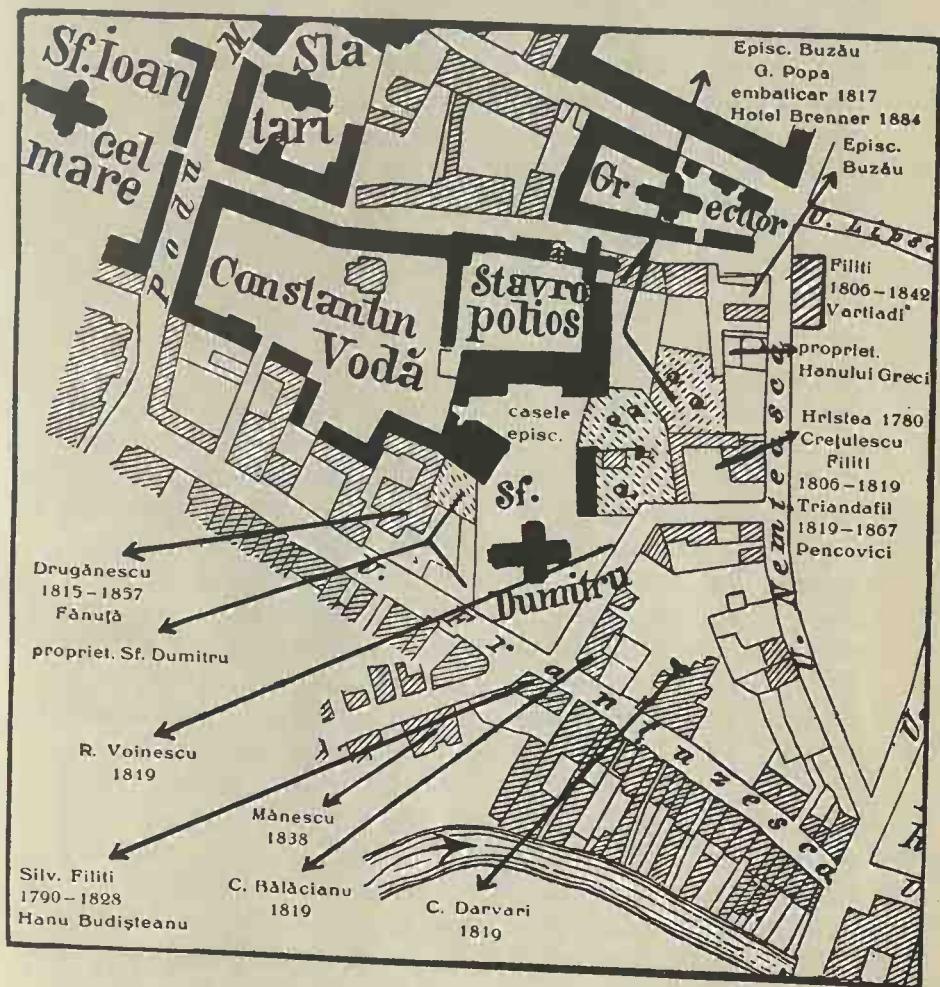 Sf. Ioan
cel
mare
Podu M
Sla
tari
Episc. Buzău
G. Popa
embaticar 1817
Hotel Brenner 1884
Episc.
Buzău
Gr ecilor
U. Lipsc
Constantin
Vodă
Stavro
polios
Filiti
1806–1842
Vartiadi
propriet.
Hanului Greci
casele
episc.
Sf.
Dumitru
Hristea 1780
Crețulescu
Filiti
1806–1819
Triandafil
1819–1867
Pencovici
U. Nemtească
Drugănescu
1815–1857
Fănuță
propriet. Sf. Dumitru
U. Franțuzească
R. Voinescu
1819
Mănescu
1838
Silv. Filiti
1790–1828
Hanu Budișteanu
C. Bălăcianu
1819
C. Darvari
1819